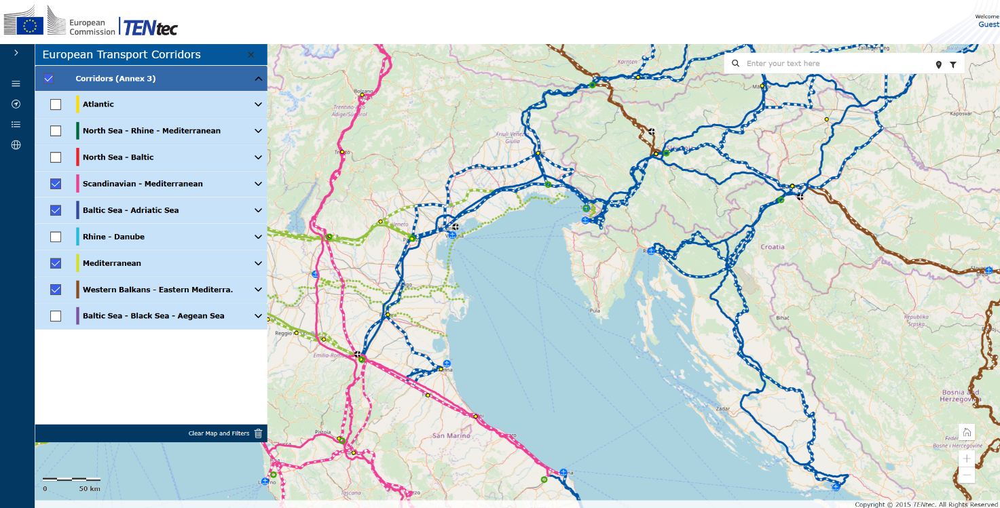 European
Commission
TENtec
Welcome
Guest
European Transport Corridors
Corridors (Annex 3)
Atlantic
North Sea - Rhine - Mediterranean
North Sea - Baltic
Scandinavian - Mediterranean
Baltic Sea - Adriatic Sea
Rhine - Danube
Mediterranean
Western Balkans - Eastern Mediterra.
Baltic Sea - Black Sea - Aegean Sea
Clear Map and Filters
0
50 km
Enter your text here
Zalaegerszeg
Kärnten
Bolzano
Trentino-Alto
Adige/Südtirol
Friuli Venezia
Giulia
Slovenia
Kaposvár
Veneto
Croatia
Pula
Bihać
Republika
Srpska
Reggio
Bosnia and
Herzegovina
Zadar
San Marino
Pistoia
Toscana
Bosne i Hercegovine
Copyright © 2015 TENtec. All Rights Reserved